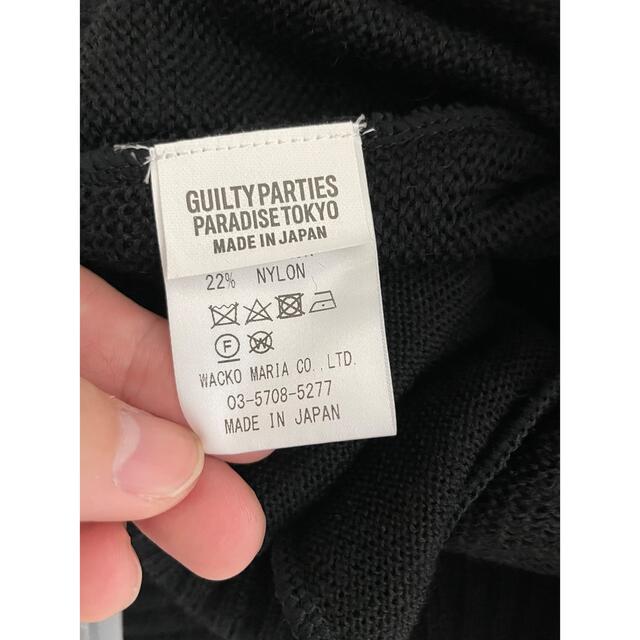 GUILTY PARTIES
PARADISE TOKYO
MADE IN JAPAN
22% NYLON
F W
WACKO MARIA CO.,LTD.
03-5708-5277
MADE IN JAPAN